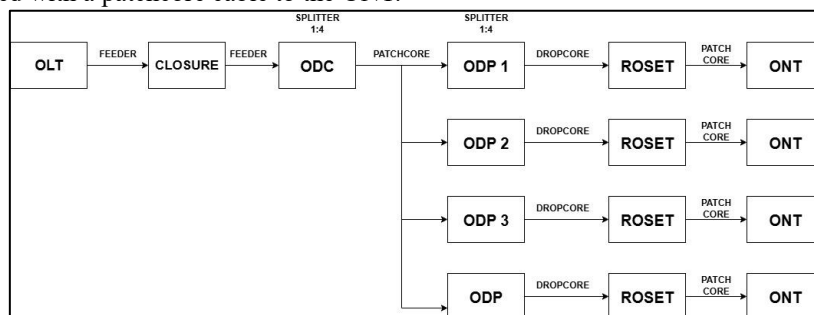 SPLITTER
1:4
SPLITTER
1:4
OLT
FEEDER
CLOSURE
FEEDER
ODC
PATCHCORE
ODP 1
DROPCORE
ROSET
PATCH
CORE
ONT
ODP 2
DROPCORE
ROSET
PATCH
CORE
ONT
ODP 3
DROPCORE
ROSET
PATCH
CORE
ONT
ODP
DROPCORE
ROSET
PATCH
CORE
ONT